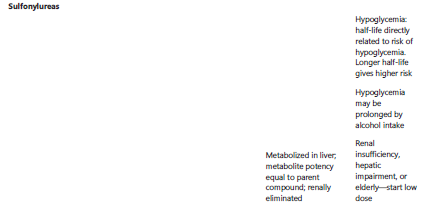 Sulfonylureas
Hypoglycemia:
half-life directly
related to risk of
hypoglycemia.
Longer half-life
gives higher risk
Hypoglycemia
may be
prolonged by
alcohol intake
Metabolized in liver;
metabolite potency
equal to parent
compound; renally
eliminated
Renal
insufficiency,
hepatic
impairment, or
elderly—start low
dose